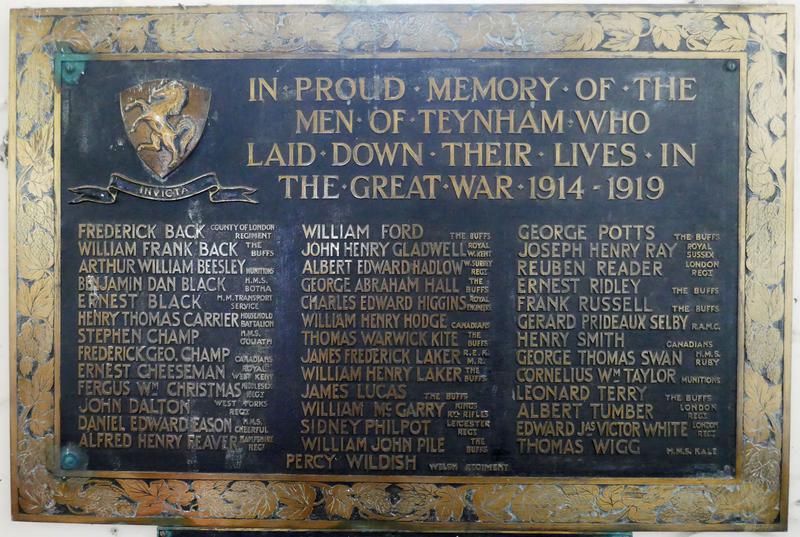 IN · PROUD · MEMORY · OF · THE
MEN · OF · TEYNHAM · WHO
LAID · DOWN · THEIR · LIVES · IN
THE · GREAT · WAR · 1914 - 1919
INVICTA
FREDERICK BACK COUNTY OF LONDON REGIMENT
WILLIAM FRANK BACK THE BUFFS
ARTHUR WILLIAM BEESLEY MUNITIONS
BENJAMIN DAN BLACK H.M.S. BOTHA
ERNEST BLACK M.M. TRANSPORT SERVICE
HENRY THOMAS CARRIER HOUSEHOLD BATTALION
STEPHEN CHAMP H.M.S. GOLIATH
FREDERICK GEO. CHAMP CANADIANS
ERNEST CHEESEMAN ROYAL WEST KENT
FERGUS WM CHRISTMAS MIDDLESEX REGT
JOHN DALTON WEST YORKS REGT
DANIEL EDWARD EASON H.M.S. CHEERFUL
ALFRED HENRY FEAVER HAMPSHIRE REGT
WILLIAM FORD THE BUFFS
JOHN HENRY GLADWELL ROYAL W. KENT
ALBERT EDWARD HADLOW W. SURREY REGT
GEORGE ABRAHAM HALL THE BUFFS
CHARLES EDWARD HIGGINS ROYAL ENGINEERS
WILLIAM HENRY HODGE CANADIANS
THOMAS WARWICK KITE THE BUFFS
JAMES FREDERICK LAKER R.E.K. M.R.
WILLIAM HENRY LAKER THE BUFFS
JAMES LUCAS THE BUFFS
WILLIAM McGARRY KINGS RL RIFLES
SIDNEY PHILPOT LEICESTER REGT
WILLIAM JOHN PILE THE BUFFS
PERCY WILDISH WELSH REGIMENT
GEORGE POTTS THE BUFFS
JOSEPH HENRY RAY ROYAL SUSSEX
REUBEN READER LONDON REGT
ERNEST RIDLEY THE BUFFS
FRANK RUSSELL THE BUFFS
GERARD PRIDEAUX SELBY R.A.M.C.
HENRY SMITH CANADIANS
GEORGE THOMAS SWAN H.M.S. RUBY
CORNELIUS WM TAYLOR MUNITIONS
LEONARD TERRY THE BUFFS
ALBERT TUMBER LONDON REGT
EDWARD JAS VICTOR WHITE LONDON REGT
THOMAS WIGG H.M.S. KALE